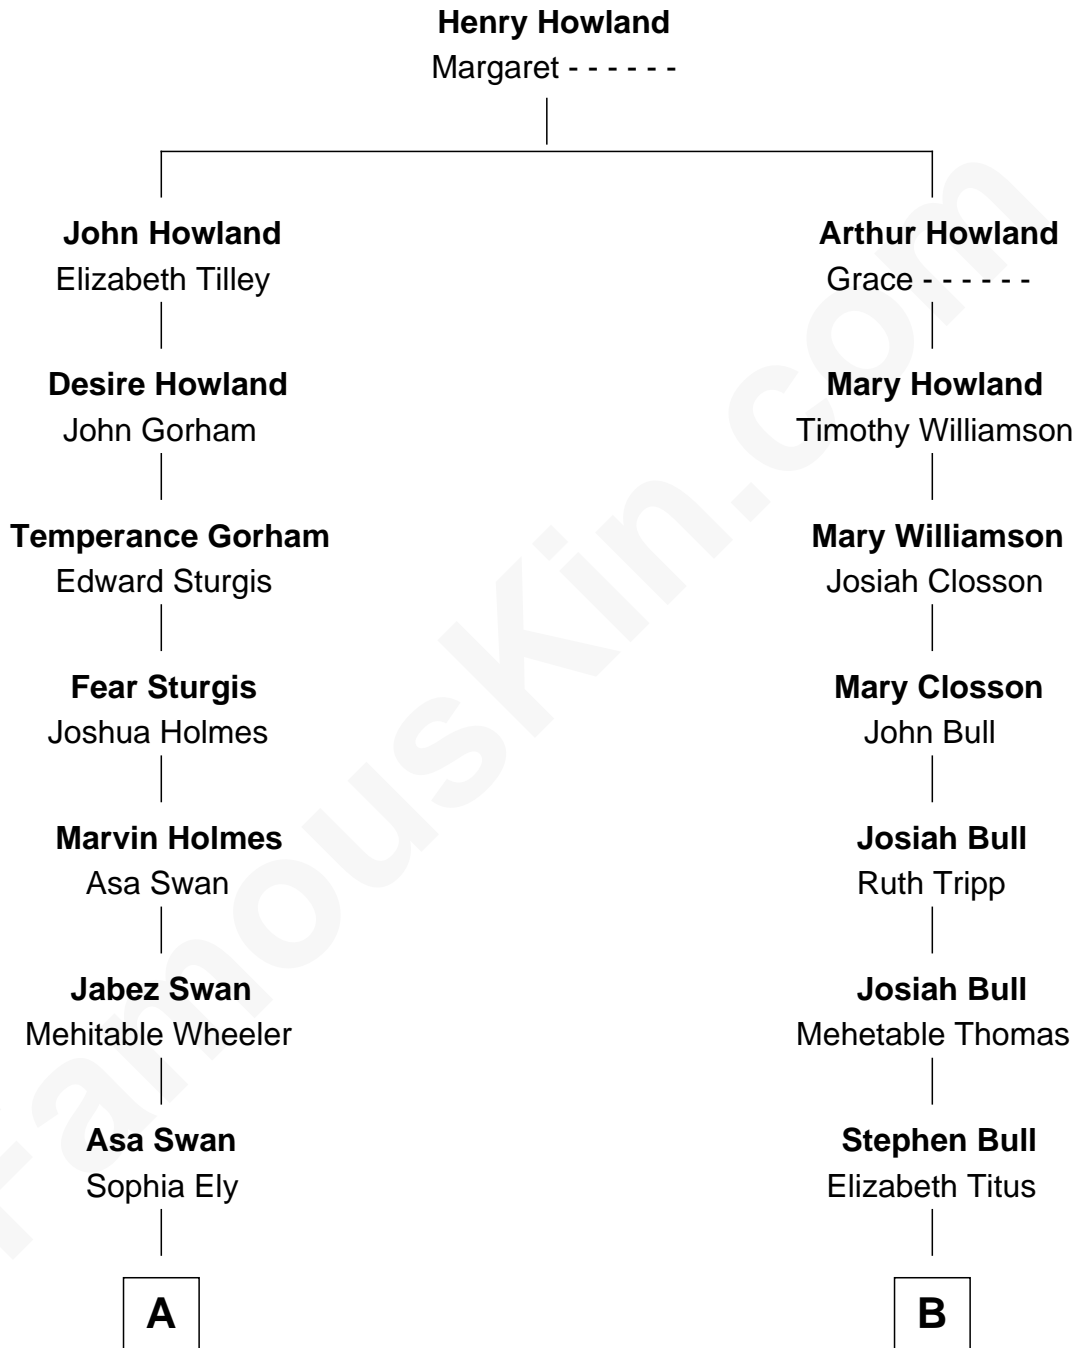 Henry Howland
Margaret - - - - - -
John Howland
Elizabeth Tilley
Arthur Howland
Grace - - - - - -
Desire Howland
John Gorham
Mary Howland
Timothy Williamson
Temperance Gorham
Edward Sturgis
Mary Williamson
Josiah Closson
Fear Sturgis
Joshua Holmes
Mary Closson
John Bull
Marvin Holmes
Asa Swan
Josiah Bull
Ruth Tripp
Jabez Swan
Mehitable Wheeler
Josiah Bull
Mehetable Thomas
Asa Swan
Sophia Ely
Stephen Bull
Elizabeth Titus
A
B
FamousKin.com